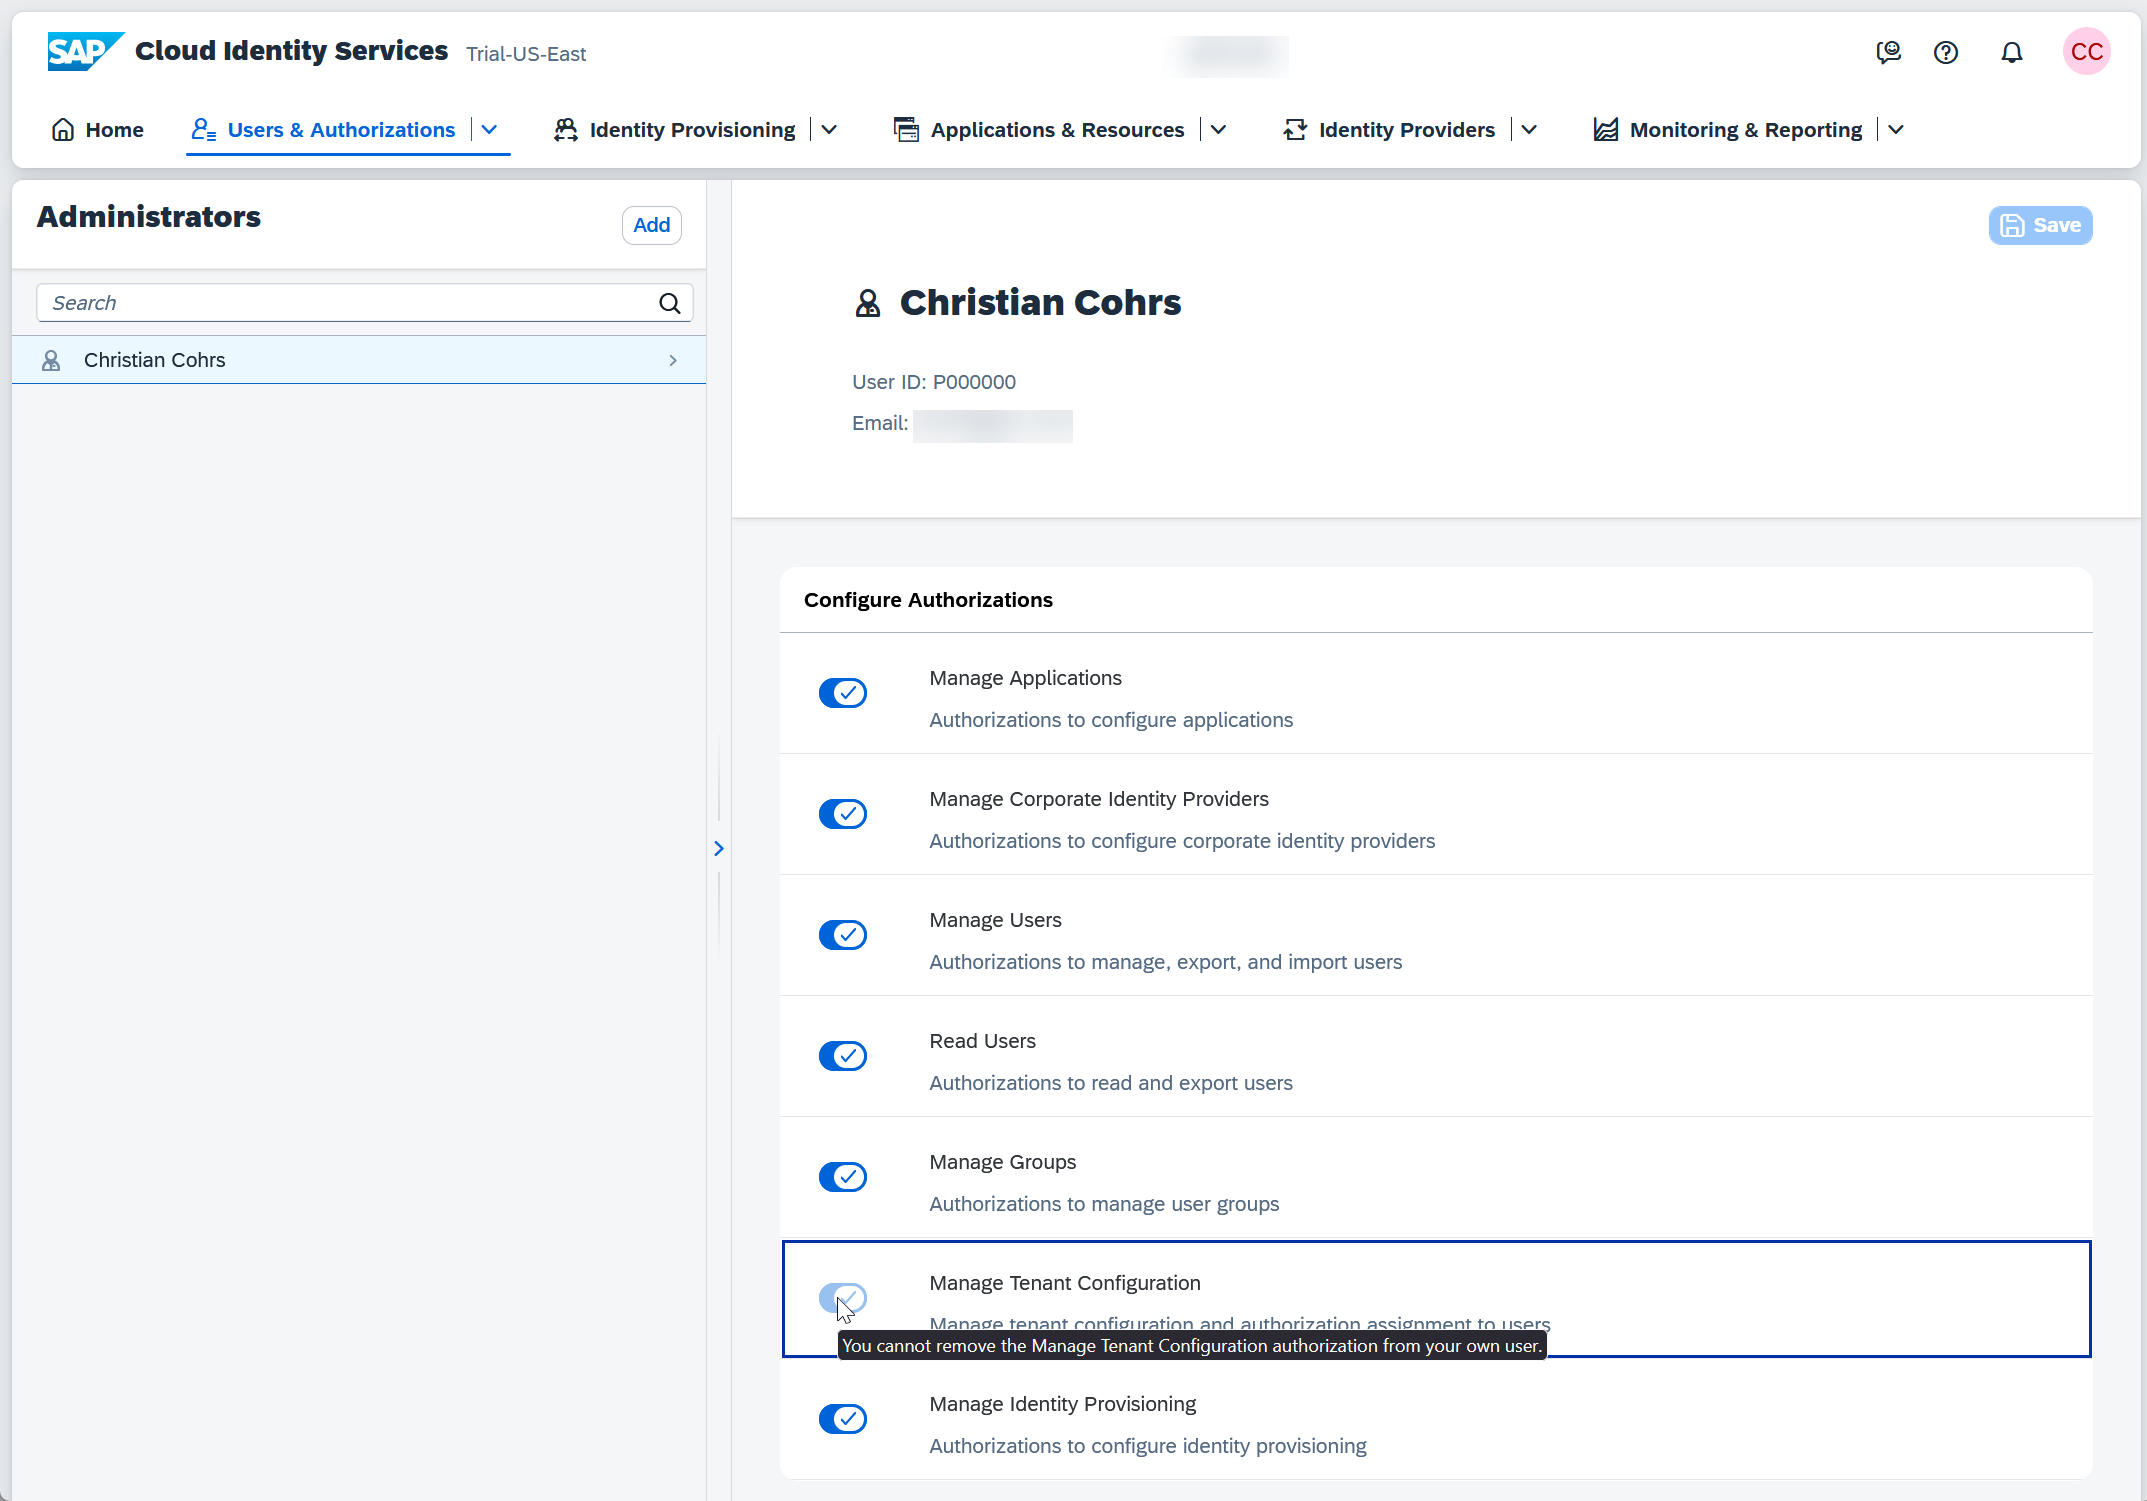 SAP Cloud Identity Services Trial-US-East
CC
Home Users & Authorizations Identity Provisioning Applications & Resources Identity Providers Monitoring & Reporting
Administrators
Add
Save
Search
Christian Cohrs
Christian Cohrs
User ID: P000000
Email:
Configure Authorizations
Manage Applications
Authorizations to configure applications
Manage Corporate Identity Providers
Authorizations to configure corporate identity providers
Manage Users
Authorizations to manage, export, and import users
Read Users
Authorizations to read and export users
Manage Groups
Authorizations to manage user groups
Manage Tenant Configuration
Manage tenant configuration and authorization assignment to users
You cannot remove the Manage Tenant Configuration authorization from your own user.
Manage Identity Provisioning
Authorizations to configure identity provisioning